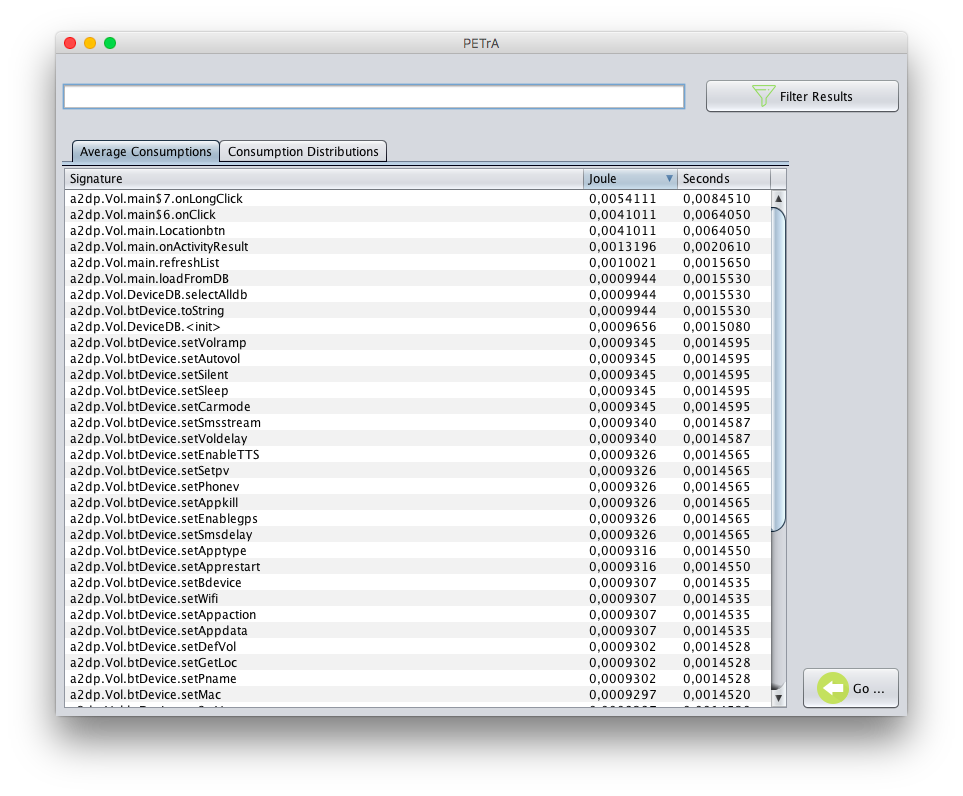 PETrA
Filter Results
Average Consumptions Consumption Distributions
Signature Joule Seconds
a2dp.Vol.main$7.onLongClick 0,0054111 0,0084510
a2dp.Vol.main$6.onClick 0,0041011 0,0064050
a2dp.Vol.main.Locationbtn 0,0041011 0,0064050
a2dp.Vol.main.onActivityResult 0,0013196 0,0020610
a2dp.Vol.main.refreshList 0,0010021 0,0015650
a2dp.Vol.main.loadFromDB 0,0009944 0,0015530
a2dp.Vol.DeviceDB.selectAlldb 0,0009944 0,0015530
a2dp.Vol.btDevice.toString 0,0009944 0,0015530
a2dp.Vol.DeviceDB.<init> 0,0009656 0,0015080
a2dp.Vol.btDevice.setVolramp 0,0009345 0,0014595
a2dp.Vol.btDevice.setAutovol 0,0009345 0,0014595
a2dp.Vol.btDevice.setSilent 0,0009345 0,0014595
a2dp.Vol.btDevice.setSleep 0,0009345 0,0014595
a2dp.Vol.btDevice.setCarmode 0,0009345 0,0014595
a2dp.Vol.btDevice.setSmsstream 0,0009340 0,0014587
a2dp.Vol.btDevice.setVoldelay 0,0009340 0,0014587
a2dp.Vol.btDevice.setEnableTTS 0,0009326 0,0014565
a2dp.Vol.btDevice.setSetpv 0,0009326 0,0014565
a2dp.Vol.btDevice.setPhonev 0,0009326 0,0014565
a2dp.Vol.btDevice.setAppkill 0,0009326 0,0014565
a2dp.Vol.btDevice.setEnablegps 0,0009326 0,0014565
a2dp.Vol.btDevice.setSmsdelay 0,0009326 0,0014565
a2dp.Vol.btDevice.setApptype 0,0009316 0,0014550
a2dp.Vol.btDevice.setApprestart 0,0009316 0,0014550
a2dp.Vol.btDevice.setBdevice 0,0009307 0,0014535
a2dp.Vol.btDevice.setWifi 0,0009307 0,0014535
a2dp.Vol.btDevice.setAppaction 0,0009307 0,0014535
a2dp.Vol.btDevice.setAppdata 0,0009307 0,0014535
a2dp.Vol.btDevice.setDefVol 0,0009302 0,0014528
a2dp.Vol.btDevice.setGetLoc 0,0009302 0,0014528
a2dp.Vol.btDevice.setPname 0,0009302 0,0014528
a2dp.Vol.btDevice.setMac 0,0009297 0,0014520
Go ...